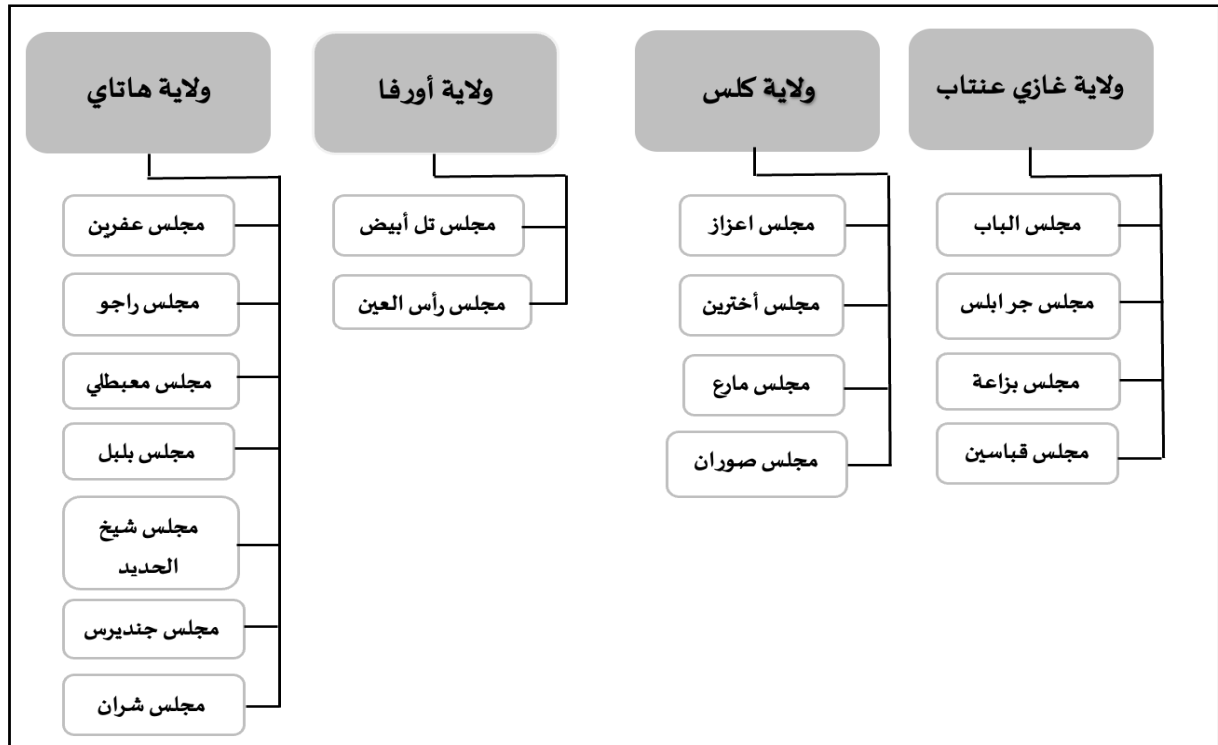 ولاية غازي عنتاب
مجلس الباب
مجلس جر ابلس
مجلس بزاعة
مجلس قباسين
ولاية كلس
مجلس اعزاز
مجلس أخترين
مجلس مارع
مجلس صوران
ولاية أورفا
مجلس تل أبيض
مجلس رأس العين
ولاية هاتاي
مجلس عفرين
مجلس راجو
مجلس معبطلي
مجلس بلبل
مجلس شيخ
الحديد
مجلس جنديرس
مجلس شران